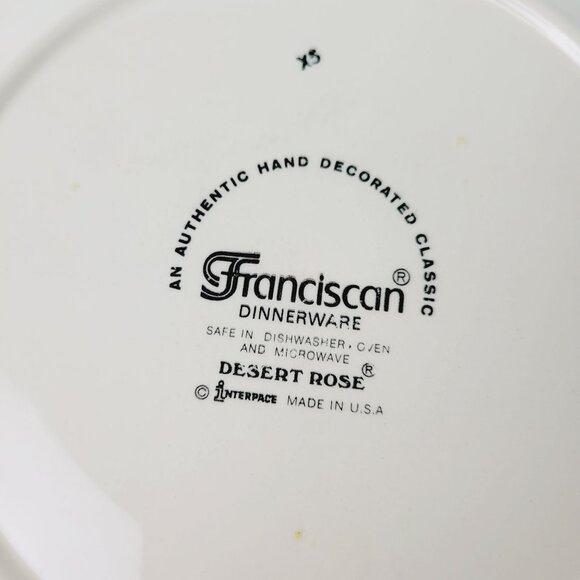 X5
AN AUTHENTIC HAND DECORATED CLASSIC
Franciscan®
DINNERWARE
SAFE IN DISHWASHER, OVEN
AND MICROWAVE
DESERT ROSE®
© INTERPACE MADE IN U.S.A